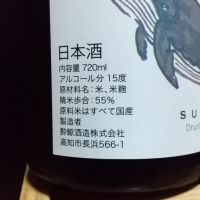 日本酒
内容量 720ml
アルコール分 15度
原材料名：米、米麹
精米歩合：55％
原料米はすべて国産
製造者
酔鯨酒造株式会社
高知市長浜566-1
SU
Drun